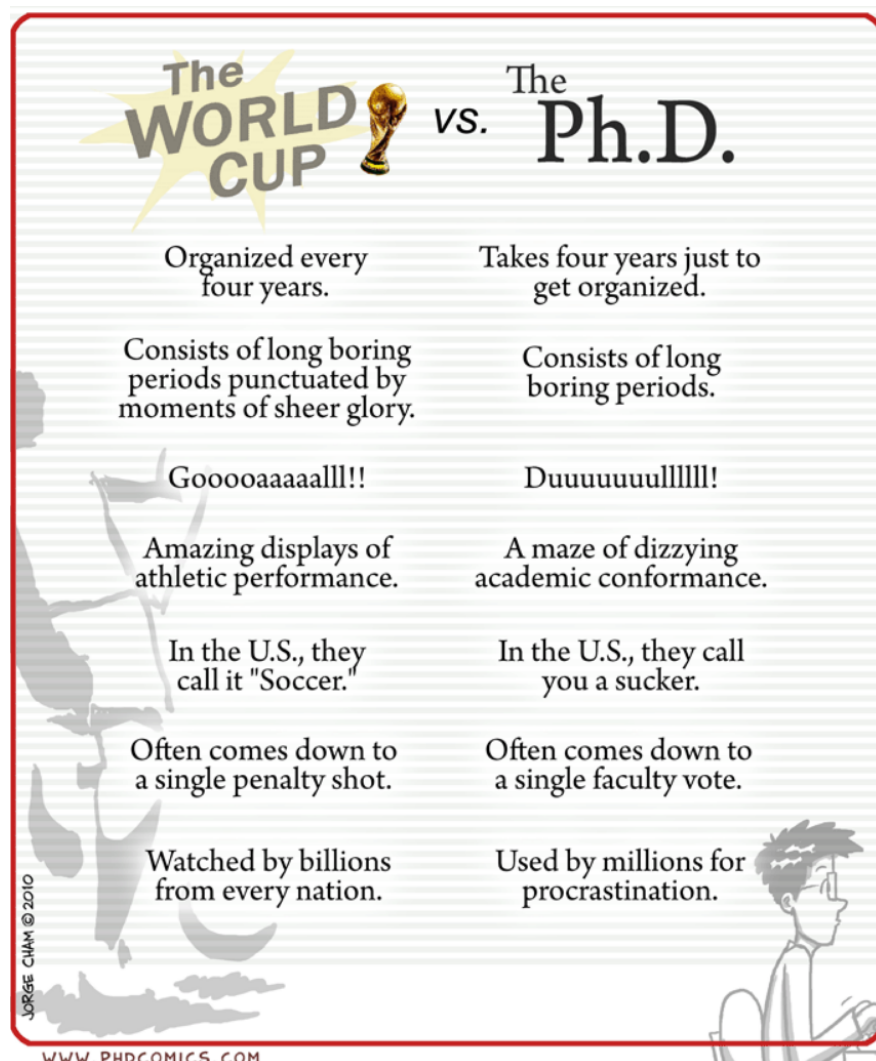 The
WORLD
CUP
vs.
The
Ph.D.
Organized every
four years.
Takes four years just to
get organized.
Consists of long boring
periods punctuated by
moments of sheer glory.
Consists of long
boring periods.
Gooooaaaaalll!!
Duuuuuuullllll!
Amazing displays of
athletic performance.
A maze of dizzying
academic conformance.
In the U.S., they
call it "Soccer."
In the U.S., they call
you a sucker.
Often comes down to
a single penalty shot.
Often comes down to
a single faculty vote.
Watched by billions
from every nation.
Used by millions for
procrastination.
JORGE CHAM © 2010
WWW.PHDCOMICS.COM